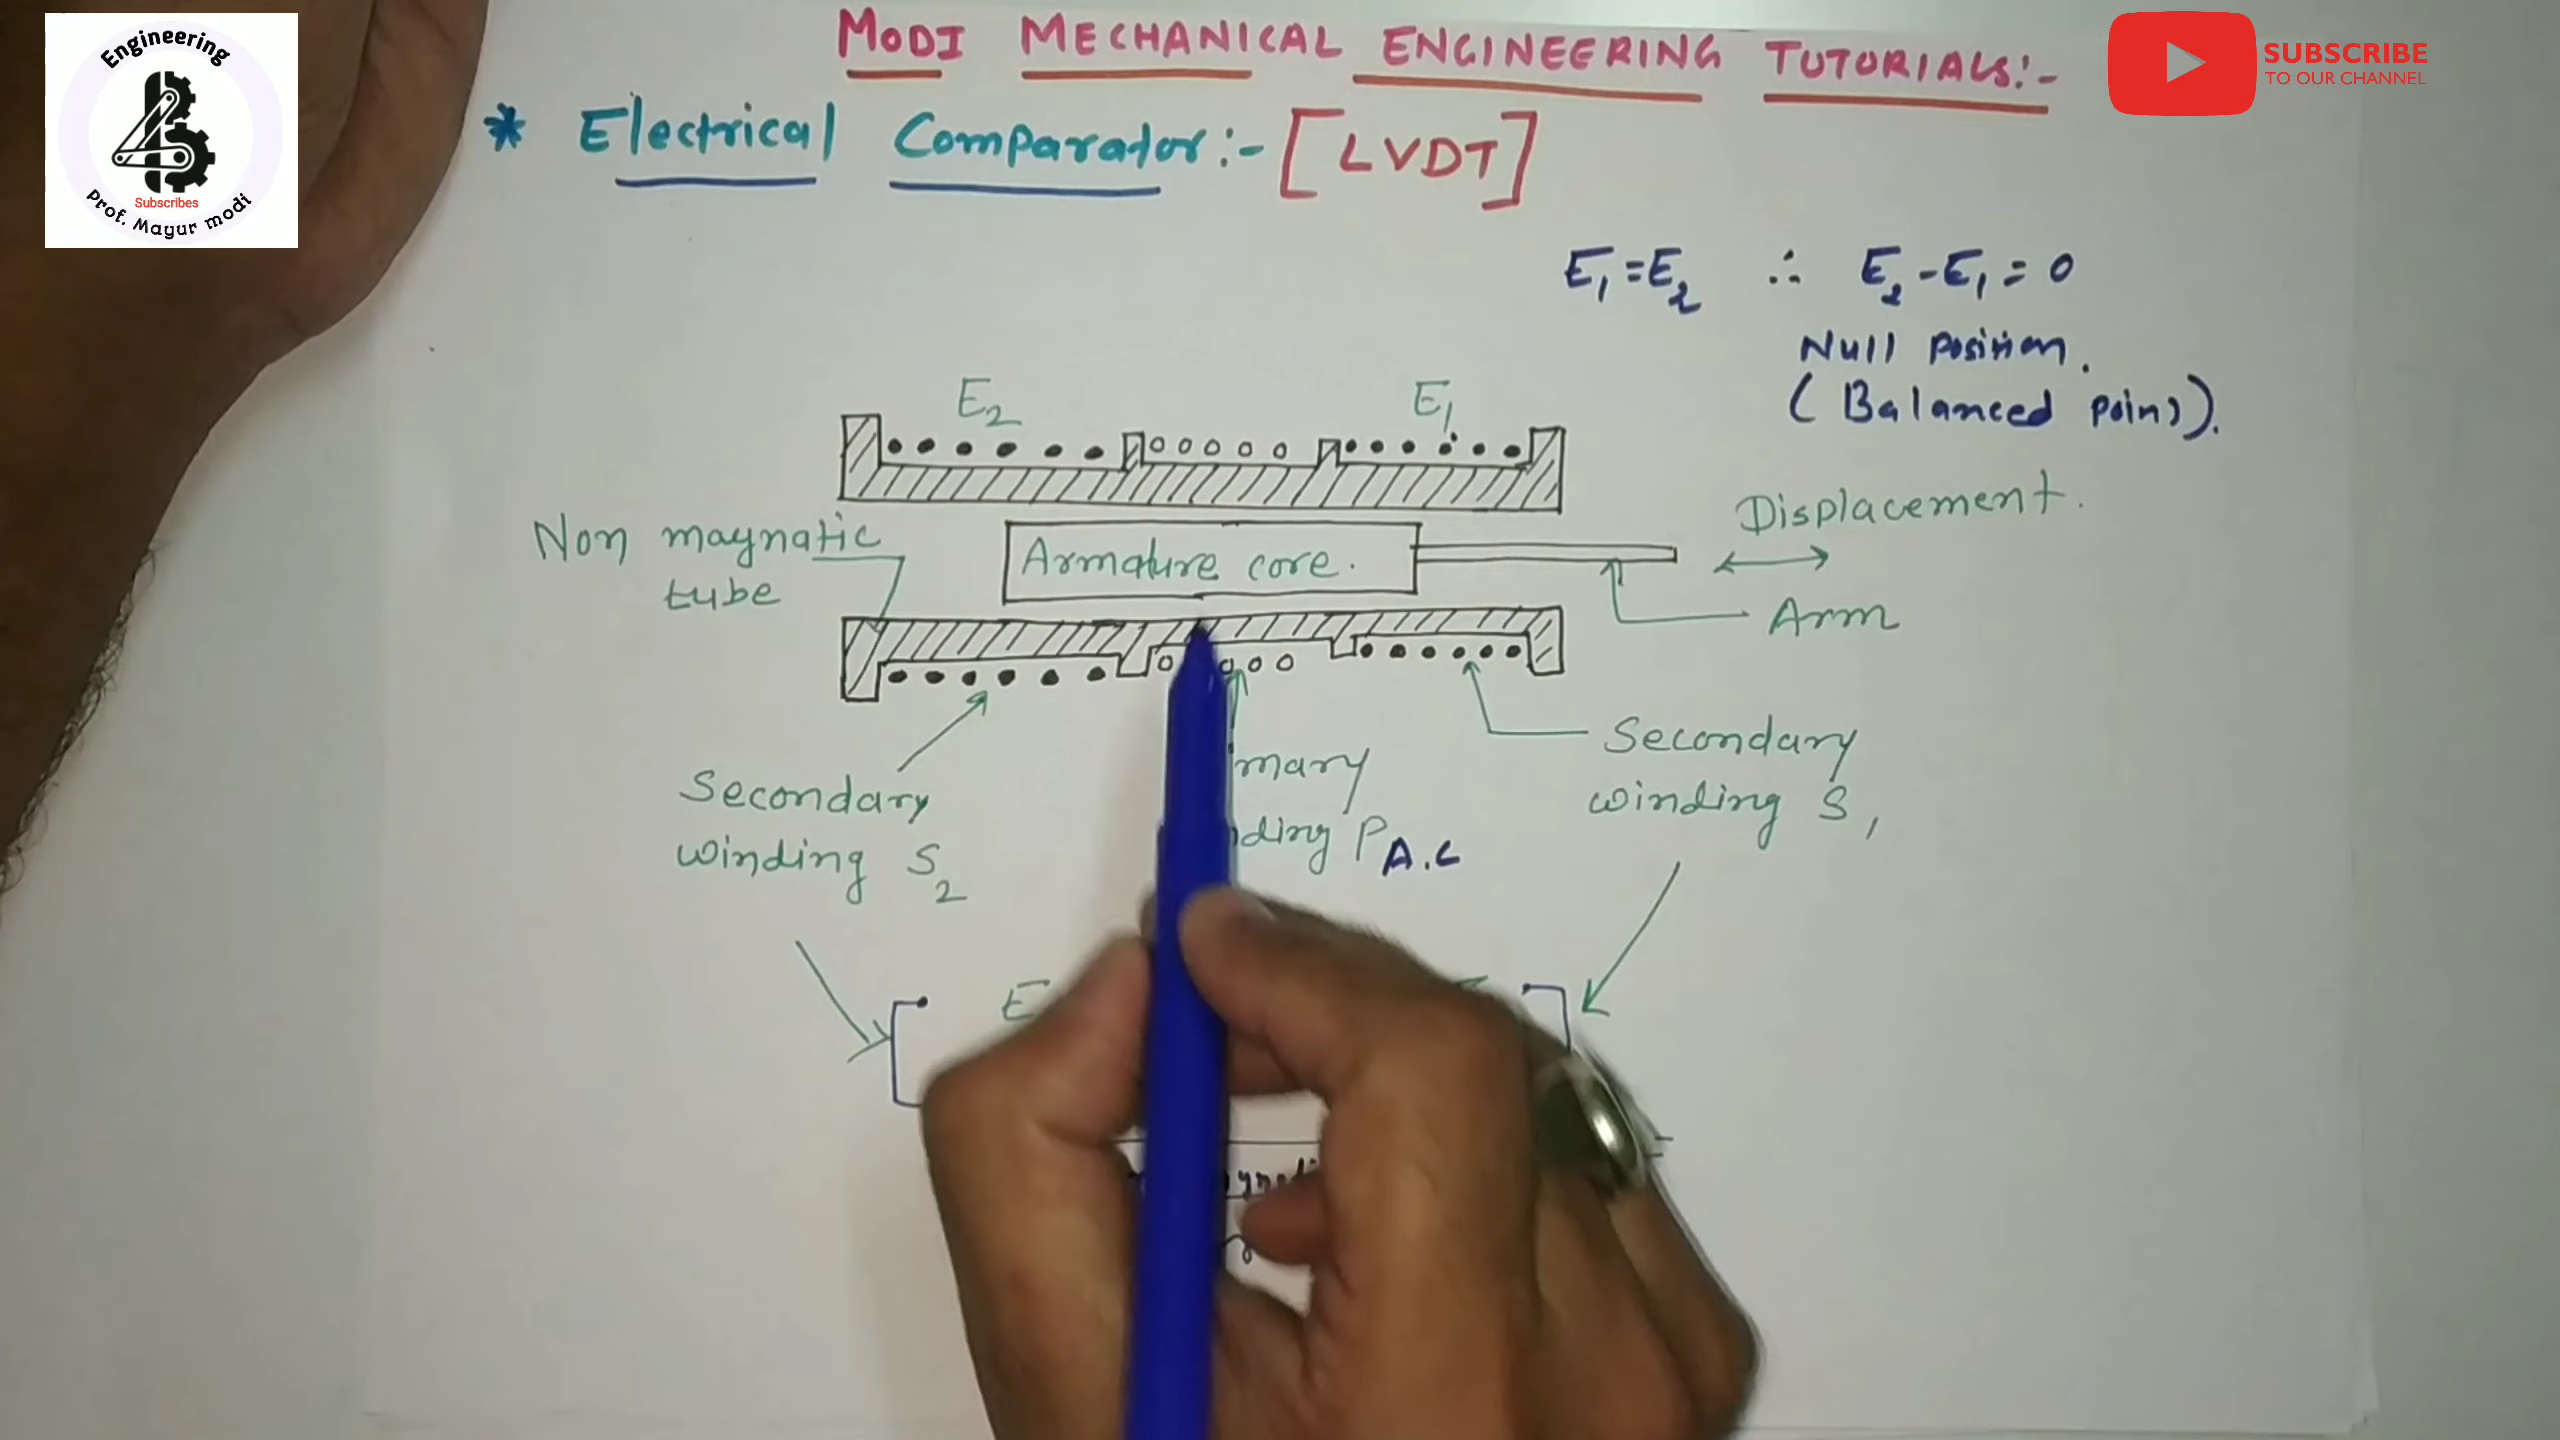 Engineering
Subscribes
Prof. Mayur modi
MODI MECHANICAL ENGINEERING TUTORIALS:-
SUBSCRIBE
TO OUR CHANNEL
* Electrical Comparator:- [LVDT]
E1 = E2 ∴ E2 - E1 = 0
Null Position.
(Balanced point).
E2
E1
Displacement.
Non magnatic
tube
Armature core.
Arm
mary
nding P A.C
Secondary
winding S1
Secondary
winding S2
E